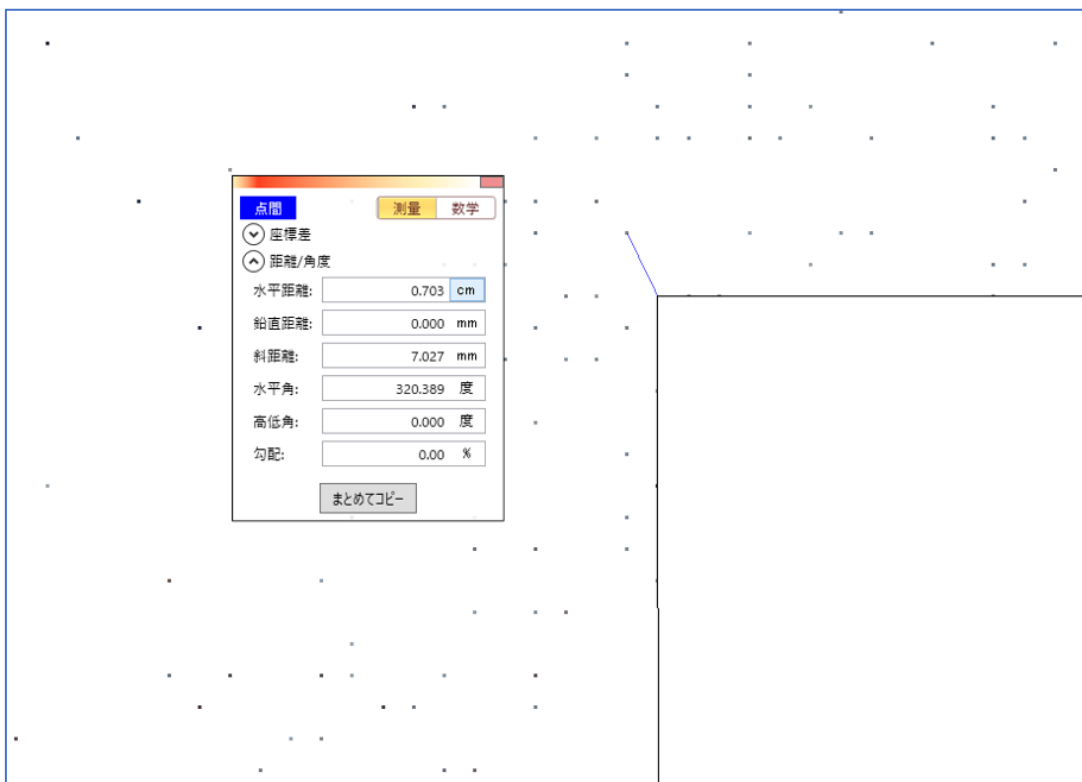 点間 測量 数学
座標差
距離/角度
水平距離: 0.703 cm
鉛直距離: 0.000 mm
斜距離: 7.027 mm
水平角: 320.389 度
高低角: 0.000 度
勾配: 0.00 %
まとめてコピー